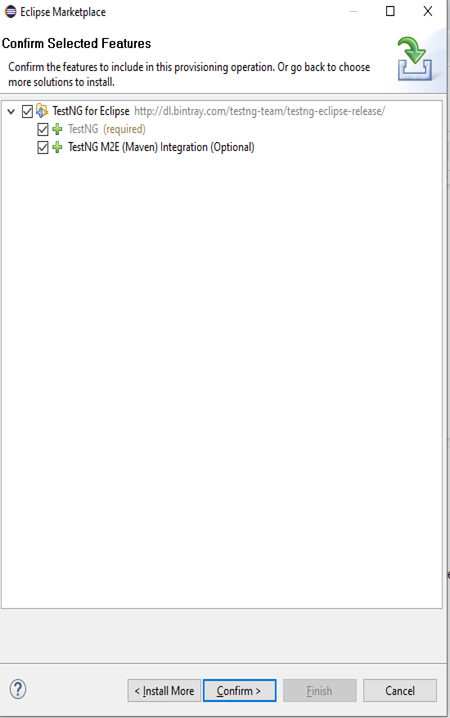 Eclipse Marketplace
Confirm Selected Features
Confirm the features to include in this provisioning operation. Or go back to choose
more solutions to install.
TestNG for Eclipse http://dl.bintray.com/testng-team/testng-eclipse-release/
TestNG (required)
TestNG M2E (Maven) Integration (Optional)
< Install More Confirm > Finish Cancel